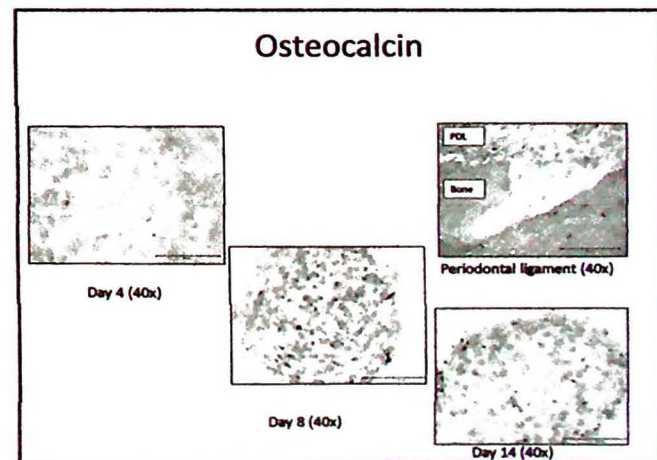 Osteocalcin
PDL
Bone
Periodontal ligament (40x)
Day 4 (40x)
Day 8 (40x)
Day 14 (40x)